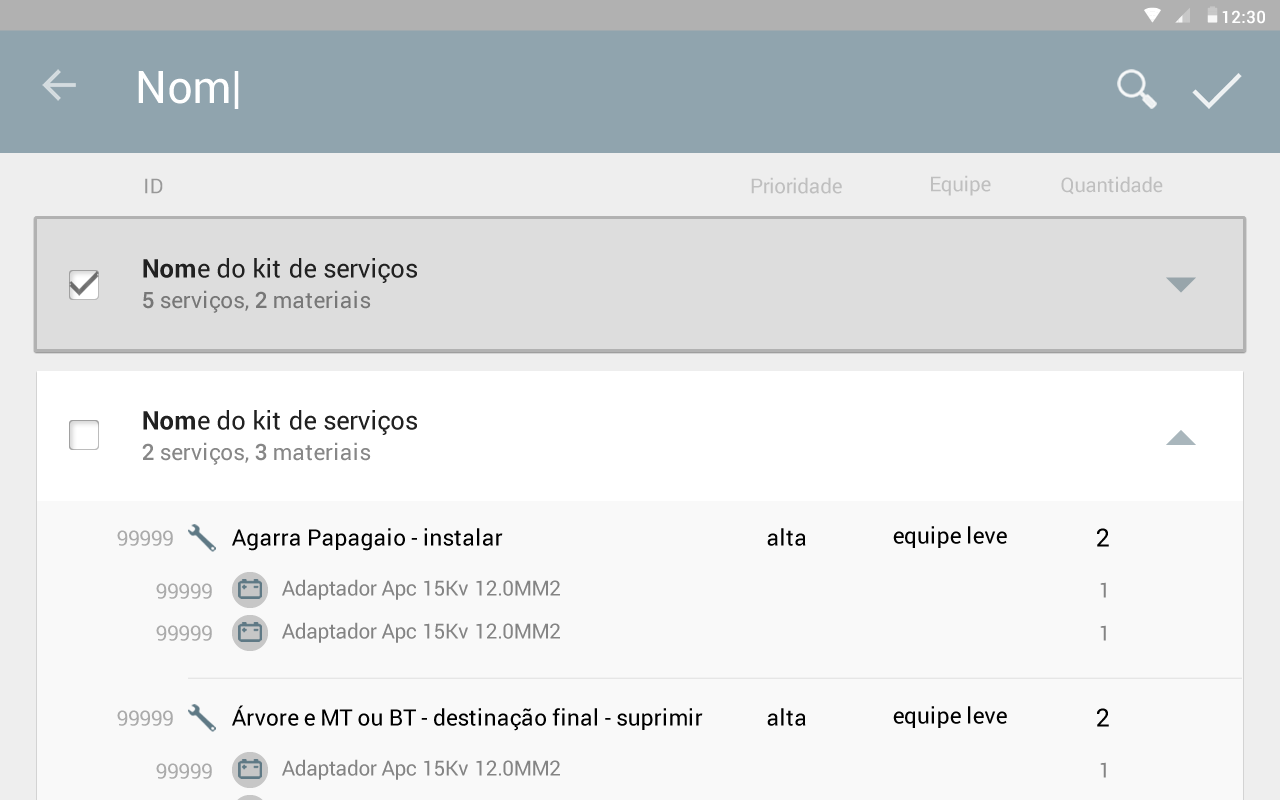 12:30
Nom
ID Prioridade Equipe Quantidade
Nome do kit de serviços
5 serviços, 2 materiais
Nome do kit de serviços
2 serviços, 3 materiais
99999 Agarra Papagaio - instalar alta equipe leve 2
99999 Adaptador Apc 15Kv 12.0MM2 1
99999 Adaptador Apc 15Kv 12.0MM2 1
99999 Árvore e MT ou BT - destinação final - suprimir alta equipe leve 2
99999 Adaptador Apc 15Kv 12.0MM2 1